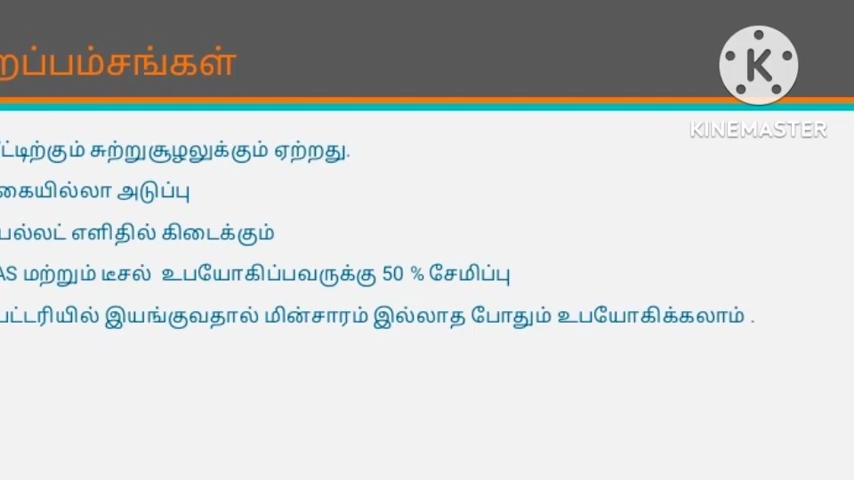 றப்பம்சங்கள்
K
KINEMASTER
ட்டிற்கும் சுற்றுசூழலுக்கும் ஏற்றது.
கையில்லா அடுப்பு
பெல்லட் எளிதில் கிடைக்கும்
AS மற்றும் டீசல் உபயோகிப்பவருக்கு 50 % சேமிப்பு
பட்டரியில் இயங்குவதால் மின்சாரம் இல்லாத போதும் உபயோகிக்கலாம் .